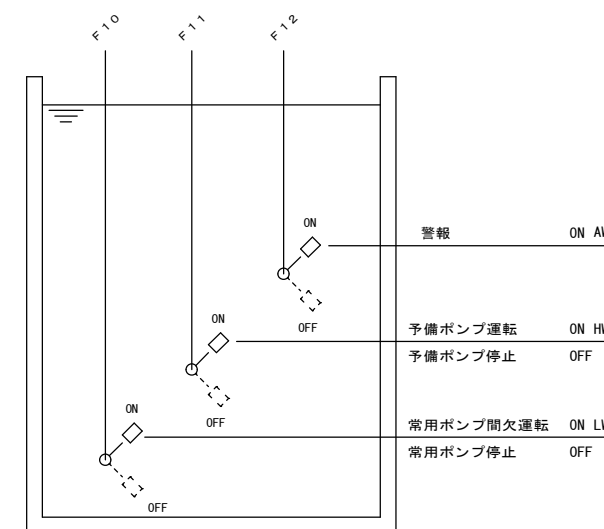 F10
F11
F12
ON
警報 ON
OFF
ON
予備ポンプ運転 ON
予備ポンプ停止 OFF
OFF
ON
常用ポンプ間欠運転 ON
常用ポンプ停止 OFF
OFF